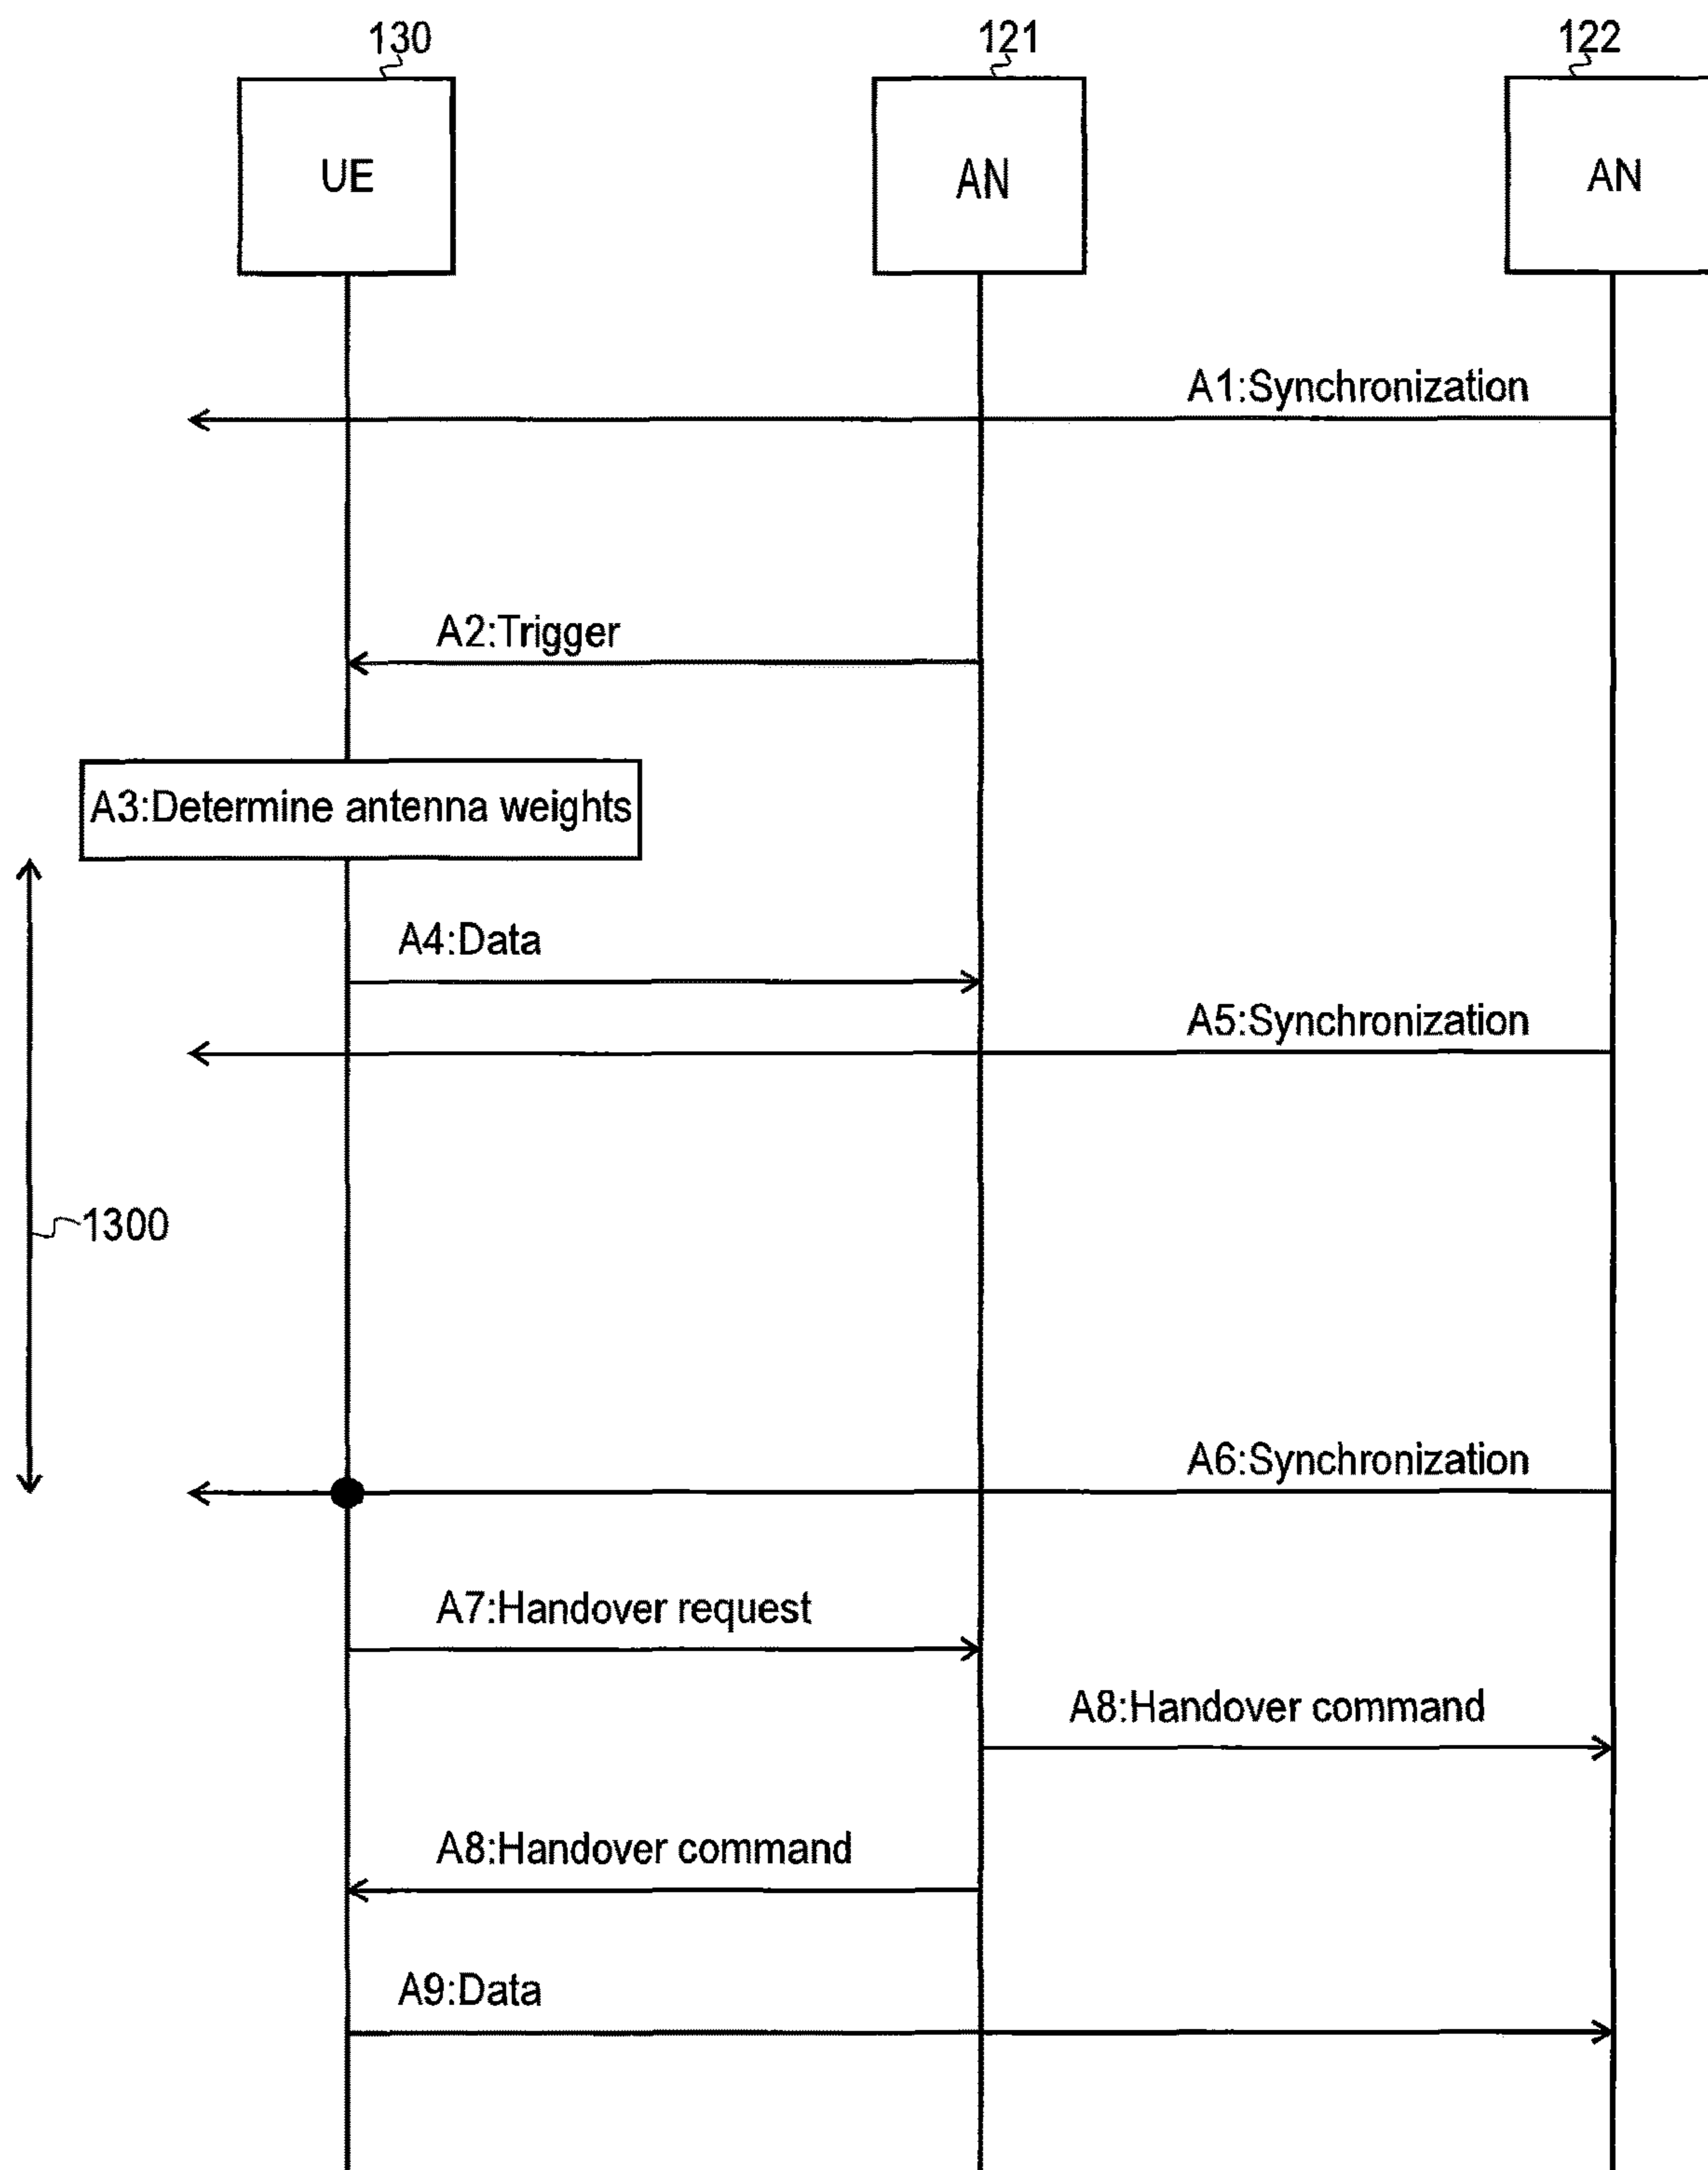 130
121
122
UE
AN
AN
A1:Synchronization
A2:Trigger
A3:Determine antenna weights
A4:Data
A5:Synchronization
1300
A6:Synchronization
A7:Handover request
A8:Handover command
A8:Handover command
A9:Data